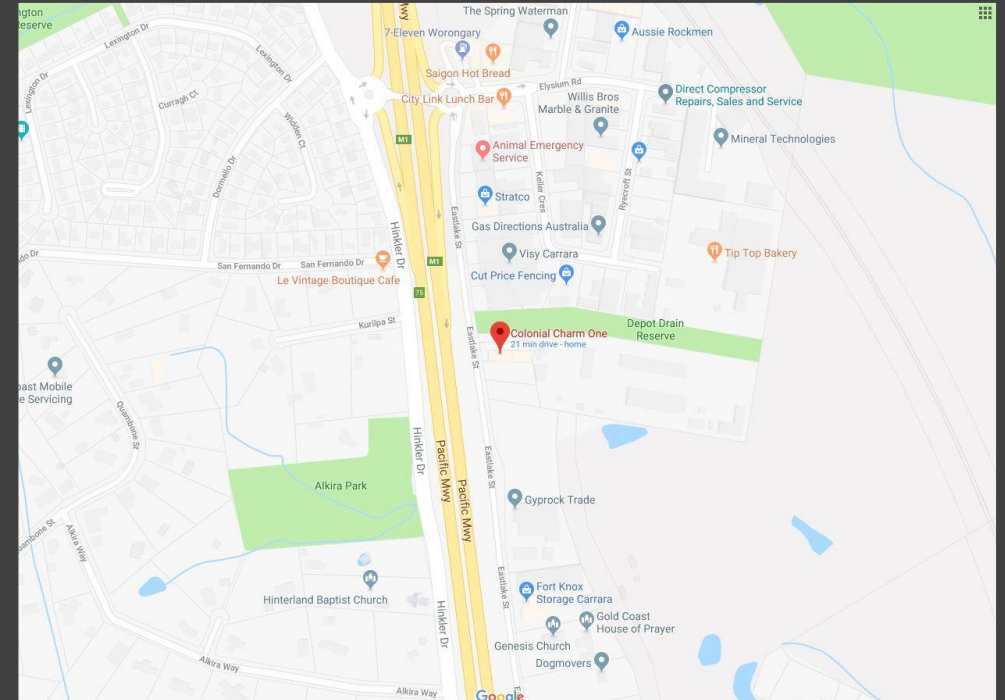 ngton
Reserve
Lexington Dr
Lexington Dr
Lexington Dr
Curragh Ct
Widden Ct
Dormello Dr
Mwy
The Spring Waterman
7-Eleven Worongary
Aussie Rockmen
Saigon Hot Bread
City Link Lunch Bar
Elysium Rd
Willis Bros
Marble & Granite
Direct Compressor
Repairs, Sales and Service
Mineral Technologies
M1
Animal Emergency
Service
Stratco
Keller Cres
Ryecroft St
Eastlake St
Gas Directions Australia
Hinkler Dr
Visy Carrara
Tip Top Bakery
do Dr
San Fernando Dr
San Fernando Dr
M1
Le Vintage Boutique Cafe
Cut Price Fencing
75
Kurilpa St
Eastlake St
Colonial Charm One
21 min drive - home
Depot Drain
Reserve
oast Mobile
e Servicing
Quambone St
Hinkler Dr
Pacific Mwy
Pacific Mwy
Eastlake St
Alkira Park
Gyprock Trade
uambone St
Alkira Way
Hinterland Baptist Church
Eastlake St
Fort Knox
Storage Carrara
Hinkler Dr
Gold Coast
House of Prayer
Genesis Church
Dogmovers
Alkira Way
Alkira Way
Google